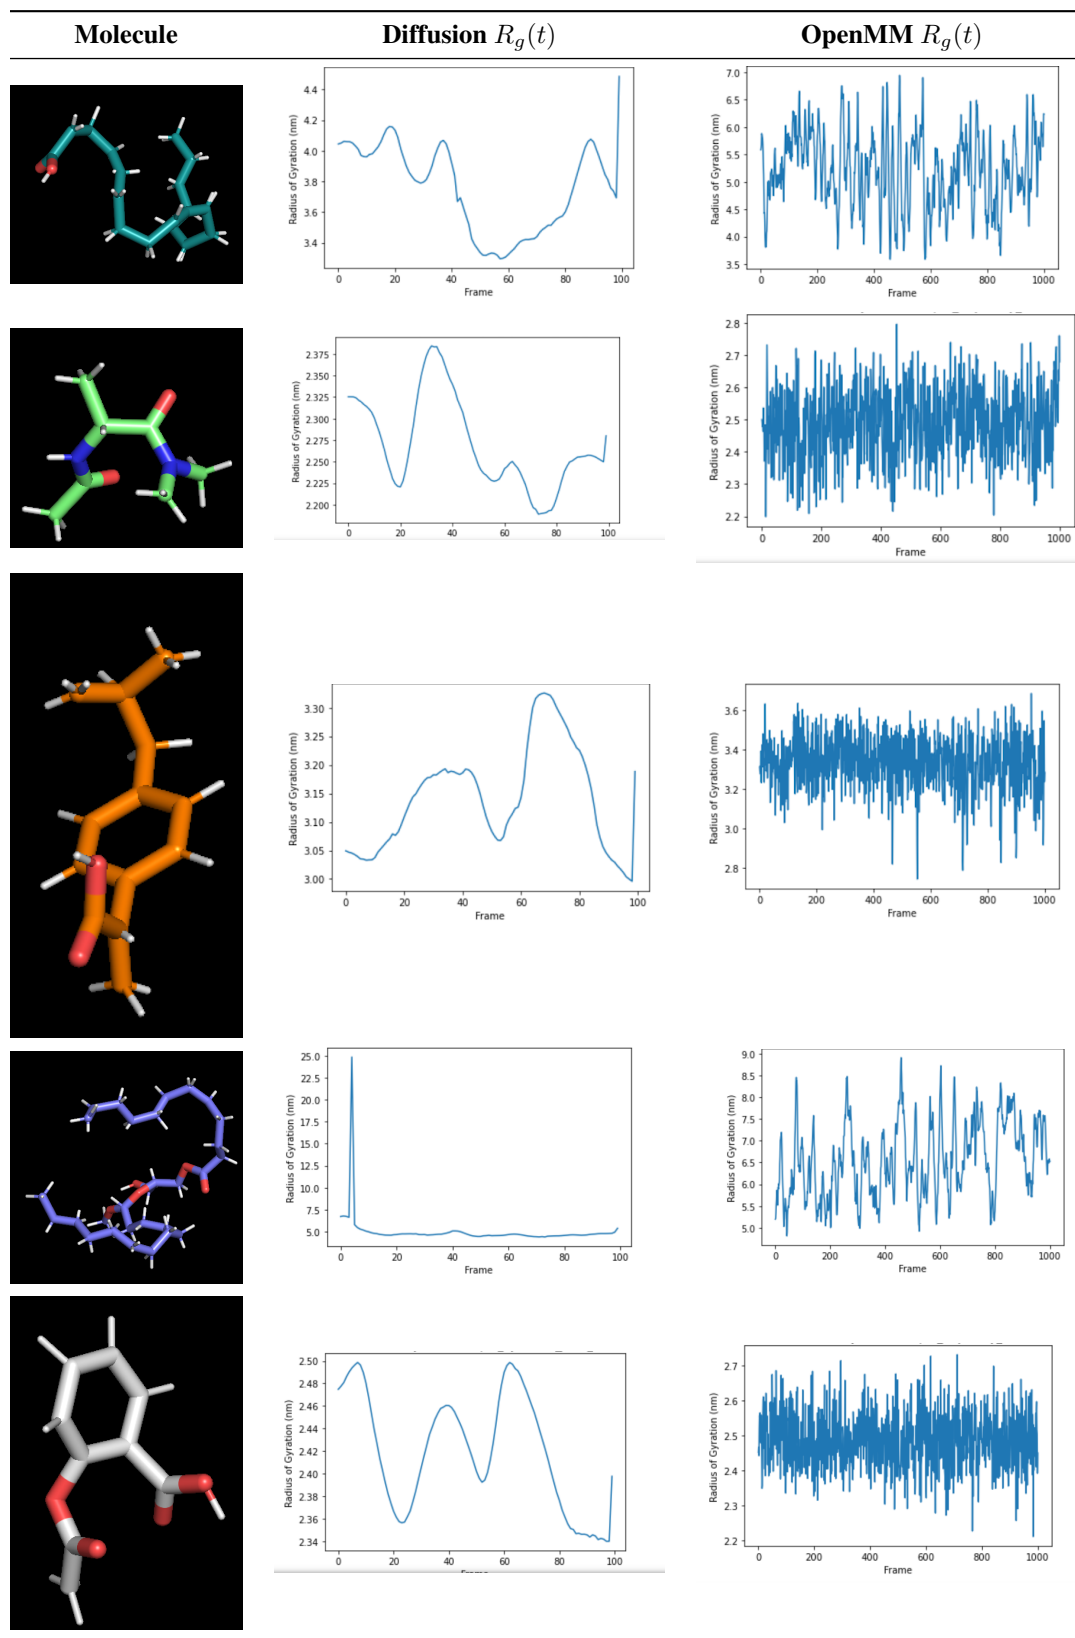 Molecule Diffusion $R_g(t)$ OpenMM $R_g(t)$
Radius of Gyration (nm)
4.4
4.2
4.0
3.8
3.6
3.4
0 20 40 60 80 100
Frame
Radius of Gyration (nm)
7.0
6.5
6.0
5.5
5.0
4.5
4.0
3.5
0 200 400 600 800 1000
Frame
Radius of Gyration (nm)
2.375
2.350
2.325
2.300
2.275
2.250
2.225
2.200
0 20 40 60 80 100
Frame
Radius of Gyration (nm)
2.8
2.7
2.6
2.5
2.4
2.3
2.2
0 200 400 600 800 1000
Frame
Radius of Gyration (nm)
3.30
3.25
3.20
3.15
3.10
3.05
3.00
0 20 40 60 80 100
Frame
Radius of Gyration (nm)
3.6
3.4
3.2
3.0
2.8
0 200 400 600 800 1000
Frame
Radius of Gyration (nm)
25.0
22.5
20.0
17.5
15.0
12.5
10.0
7.5
5.0
0 20 40 60 80 100
Frame
Radius of Gyration (nm)
9.0
8.5
8.0
7.5
7.0
6.5
6.0
5.5
5.0
0 200 400 600 800 1000
Frame
Radius of Gyration (nm)
2.50
2.48
2.46
2.44
2.42
2.40
2.38
2.36
2.34
0 20 40 60 80 100
Frame
Radius of Gyration (nm)
2.7
2.6
2.5
2.4
2.3
2.2
0 200 400 600 800 1000
Frame